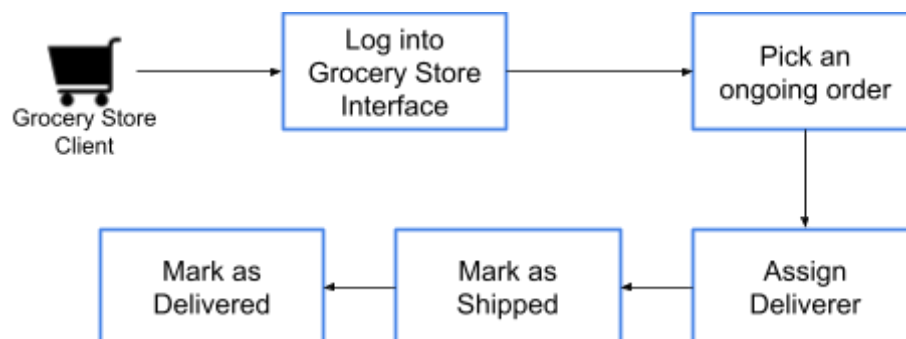 Grocery Store
Client
Log into
Grocery Store
Interface
Pick an
ongoing order
Assign
Deliverer
Mark as
Shipped
Mark as
Delivered